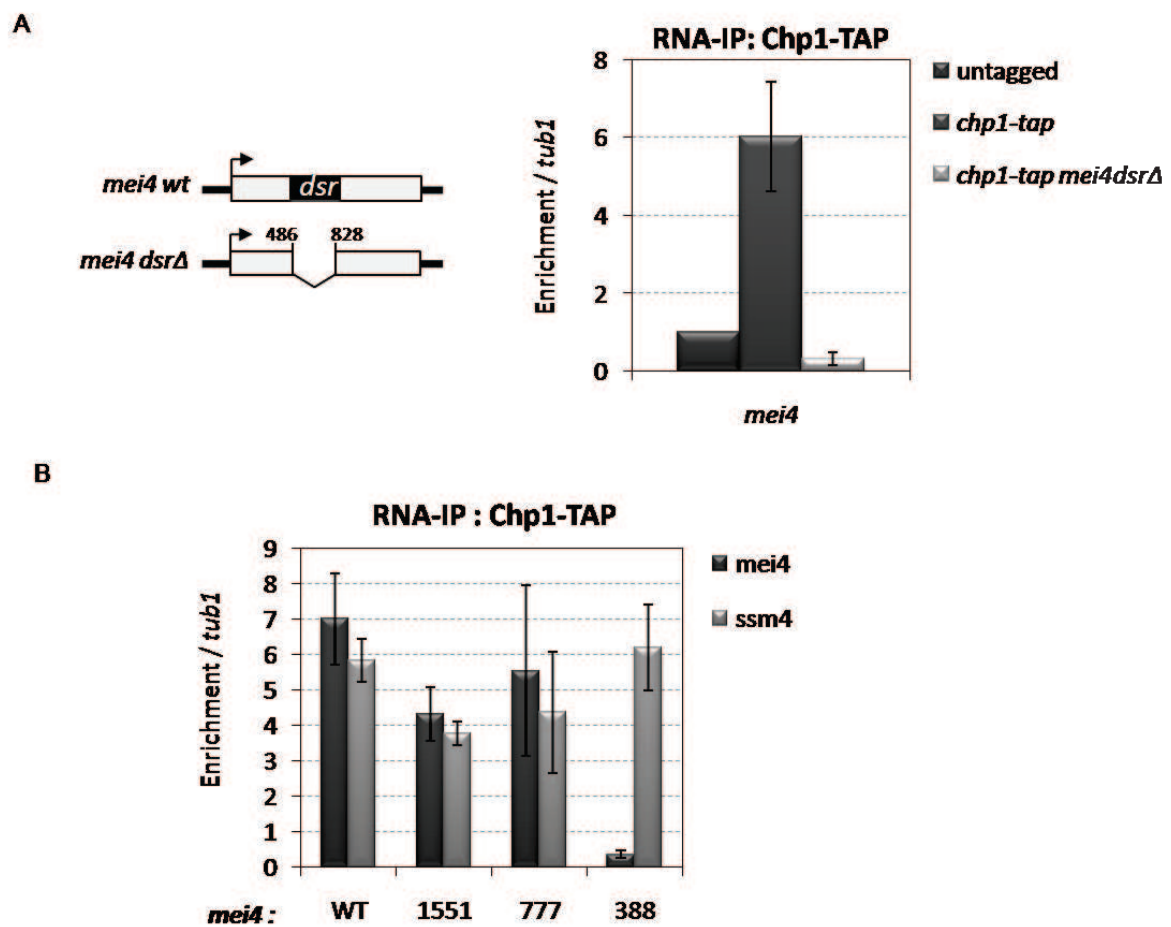 A
mei4 wt
dsr
mei4 dsrΔ
486
828
RNA-IP: Chp1-TAP
Enrichment / tub1
8
6
4
2
0
mei4
untagged
chp1-tap
chp1-tap mei4dsrΔ
B
RNA-IP : Chp1-TAP
Enrichment / tub1
9
8
7
6
5
4
3
2
1
0
mei4
ssm4
mei4 : WT 1551 777 388